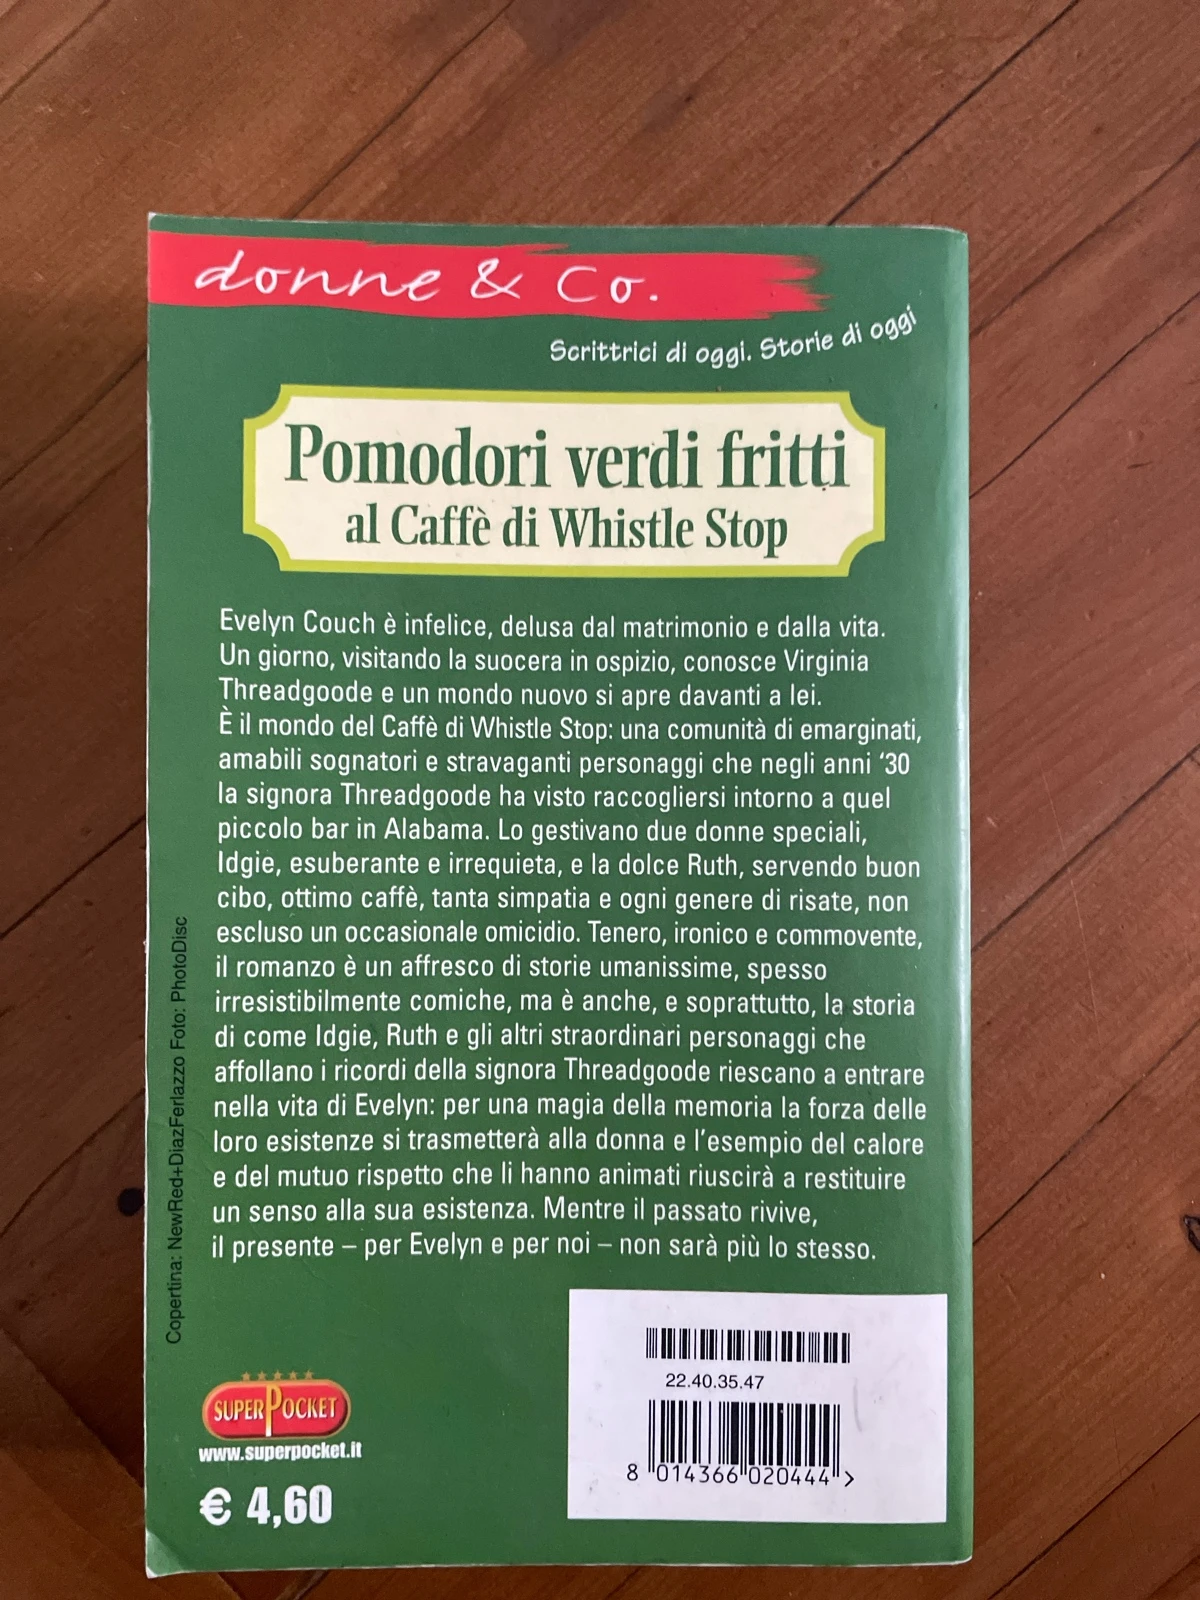 donne & Co.
Scrittrici di oggi. Storie di oggi
Pomodori verdi fritti
al Caffè di Whistle Stop
Evelyn Couch è infelice, delusa dal matrimonio e dalla vita.
Un giorno, visitando la suocera in ospizio, conosce Virginia
Threadgoode e un mondo nuovo si apre davanti a lei.
È il mondo del Caffè di Whistle Stop: una comunità di emarginati,
amabili sognatori e stravaganti personaggi che negli anni ‘30
la signora Threadgoode ha visto raccogliersi intorno a quel
piccolo bar in Alabama. Lo gestivano due donne speciali,
Idgie, esuberante e irrequieta, e la dolce Ruth, servendo buon
cibo, ottimo caffè, tanta simpatia e ogni genere di risate, non
escluso un occasionale omicidio. Tenero, ironico e commovente,
il romanzo è un affresco di storie umanissime, spesso
irresistibilmente comiche, ma è anche, e soprattutto, la storia
di come Idgie, Ruth e gli altri straordinari personaggi che
affollano i ricordi della signora Threadgoode riescano a entrare
nella vita di Evelyn: per una magia della memoria la forza delle
loro esistenze si trasmetterà alla donna e l'esempio del calore
e del mutuo rispetto che li hanno animati riuscirà a restituire
un senso alla sua esistenza. Mentre il passato rivive,
il presente – per Evelyn e per noi – non sarà più lo stesso.
Copertina: NewRed+DiazFerlazzo Foto: PhotoDisc
SUPERPOCKET
www.superpocket.it
€ 4,60
22.40.35.47
8 014366 020444 >